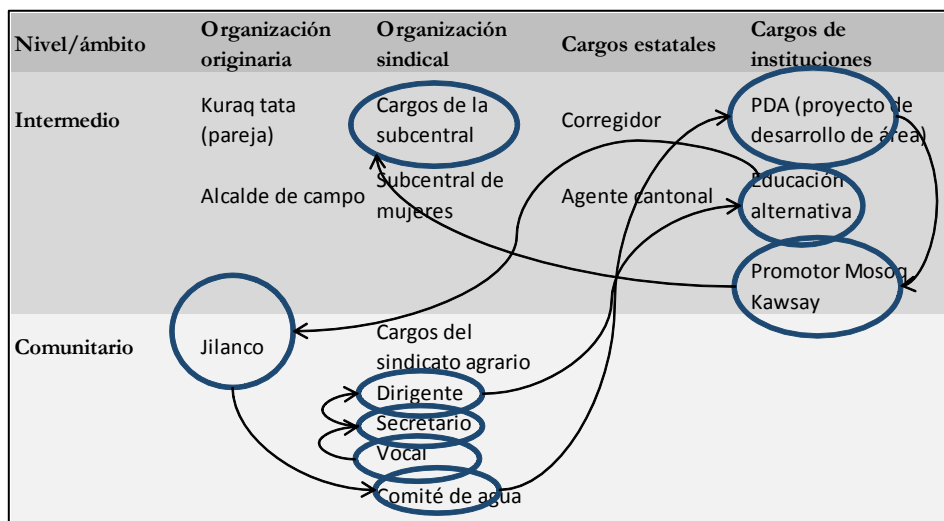 Nivel/ámbito
Organización
originaria
Organización
sindical
Cargos estatales
Cargos de
instituciones
Intermedio
Kuraq tata
(pareja)
Cargos de la
subcentral
Corregidor
PDA (proyecto de
desarrollo de área)
Alcalde de campo
Subcentral de
mujeres
Agente cantonal
Educación
alternativa
Promotor Mosoq
Kawsay
Comunitario
Jilanco
Cargos del
sindicato agrario
Dirigente
Secretario
Vocal
Comité de agua